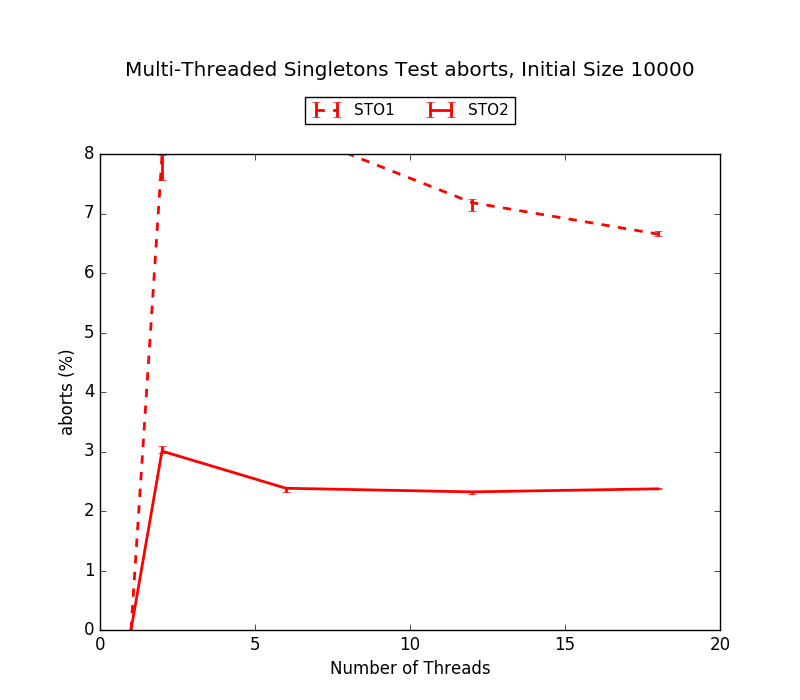 Multi-Threaded Singletons Test aborts, Initial Size 10000
STO1 STO2
8
7
6
5
4
3
2
1
0
aborts (%)
0 5 10 15 20
Number of Threads